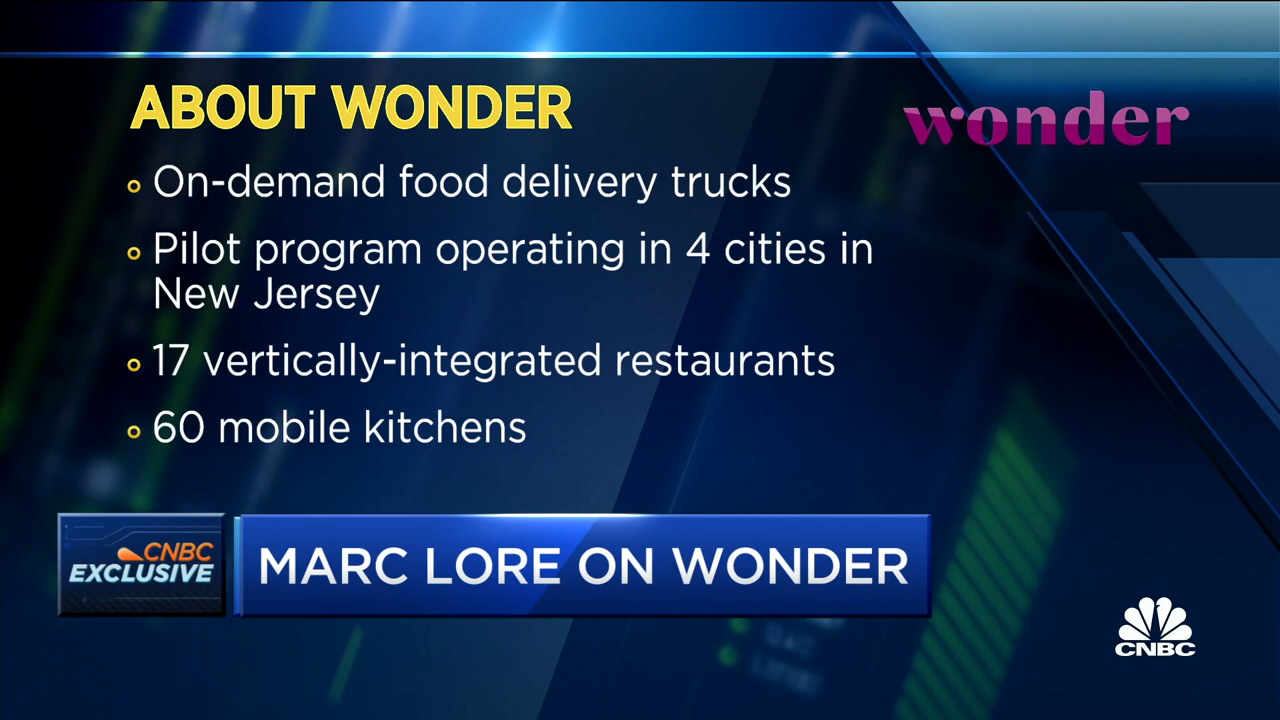 ABOUT WONDER
wonder
On-demand food delivery trucks
Pilot program operating in 4 cities in
New Jersey
17 vertically-integrated restaurants
60 mobile kitchens
CNBC
EXCLUSIVE
MARC LORE ON WONDER
CNBC